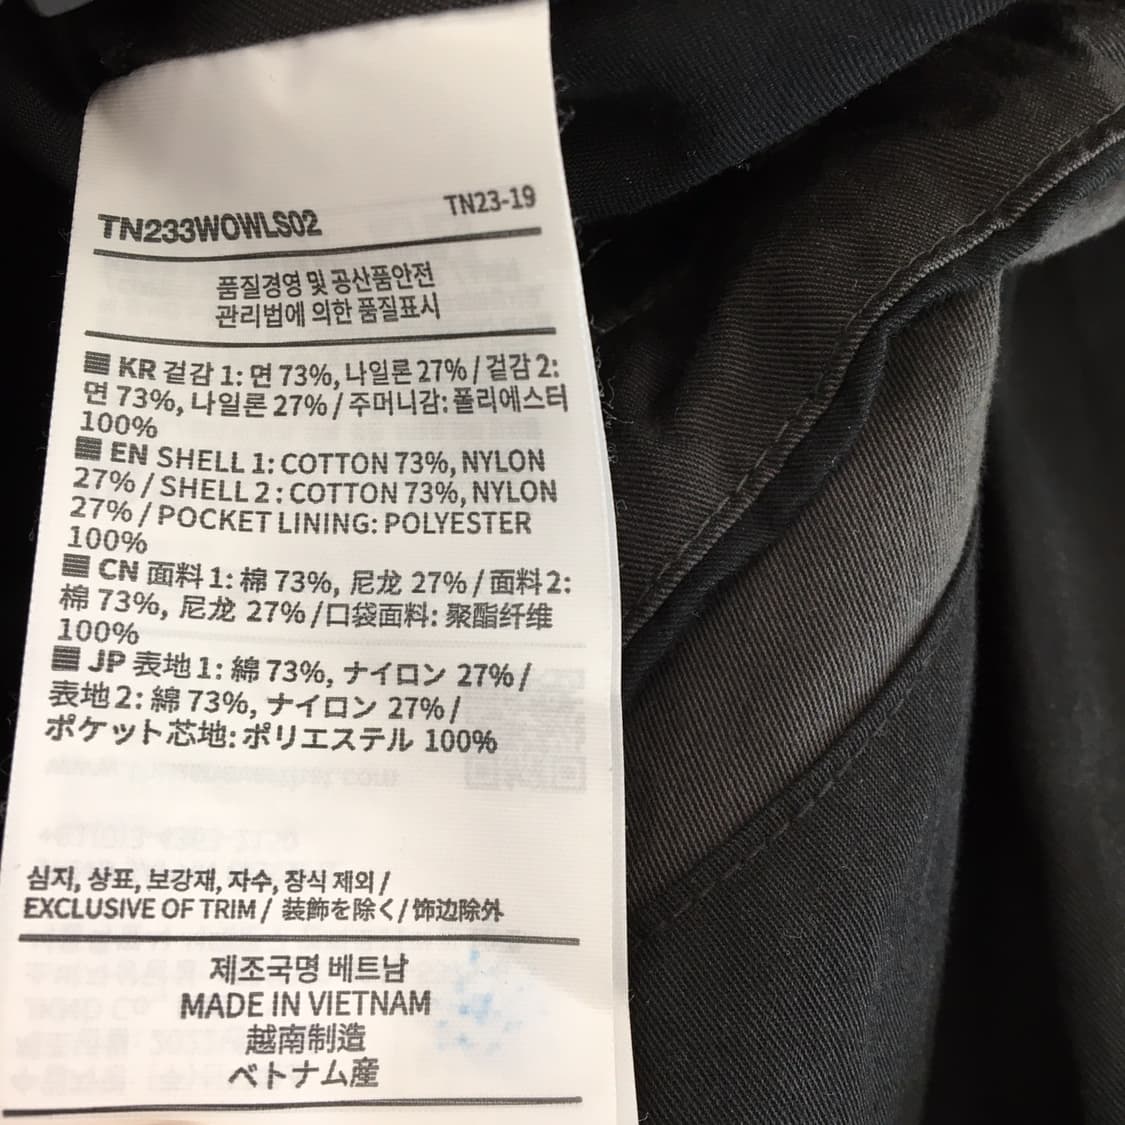 TN233WOWLS02 TN23-19
품질경영 및 공산품안전
관리법에 의한 품질표시
KR 겉감 1: 면 73%, 나일론 27% / 겉감 2:
면 73%, 나일론 27% / 주머니감: 폴리에스터
100%
EN SHELL 1: COTTON 73%, NYLON
27% / SHELL 2 : COTTON 73%, NYLON
27% / POCKET LINING: POLYESTER
100%
CN 面料 1: 棉 73%, 尼龙 27% / 面料 2:
棉 73%, 尼龙 27% /口袋面料: 聚酯纤维
100%
JP 表地 1: 綿 73%, ナイロン 27% /
表地 2: 綿 73%, ナイロン 27% /
ポケット芯地: ポリエステル 100%
심지, 상표, 보강재, 자수, 장식 제외 /
EXCLUSIVE OF TRIM / 装飾を除く/ 饰边除外
제조국명 베트남
MADE IN VIETNAM
越南制造
ベトナム産